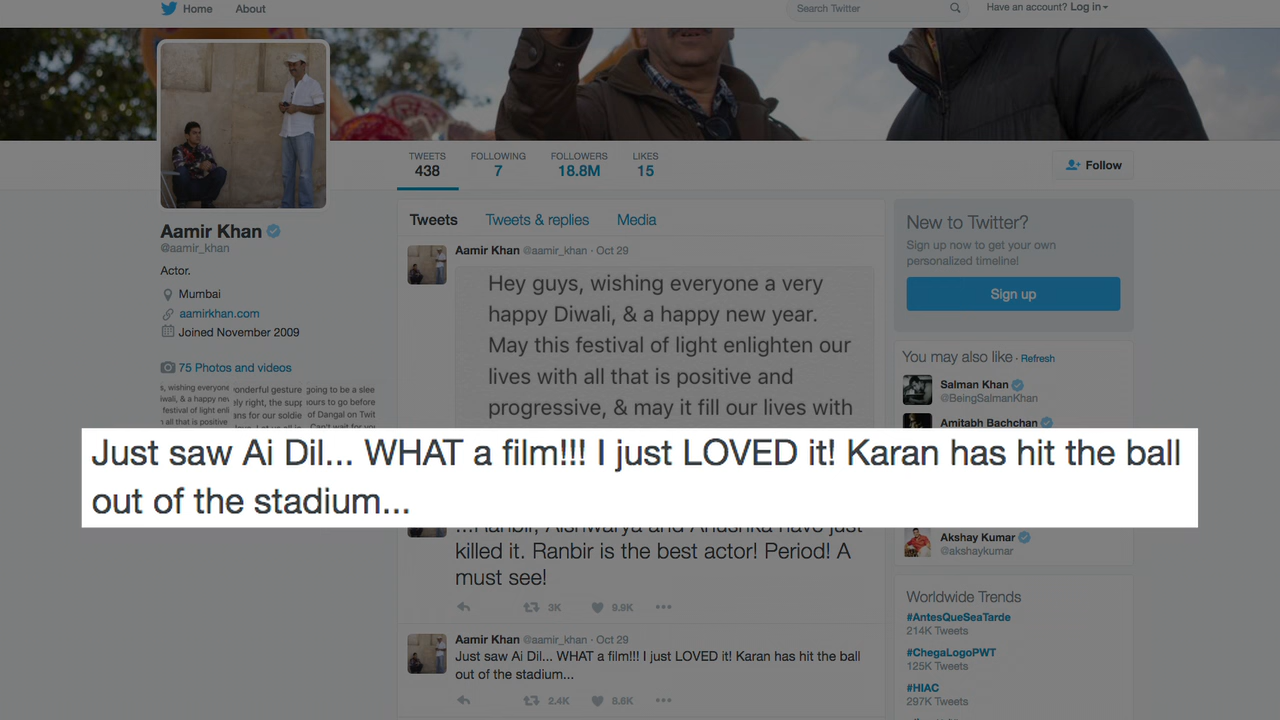 Home About Search Twitter Have an account? Log in
TWEETS FOLLOWING FOLLOWERS LIKES
438 7 18.8M 15
Follow
Aamir Khan
@aamir_khan
Actor.
Mumbai
aamirkhan.com
Joined November 2009
75 Photos and videos
Tweets Tweets & replies Media
Aamir Khan @aamir_khan · Oct 29
Hey guys, wishing everyone a very
happy Diwali, & a happy new year.
May this festival of light enlighten our
lives with all that is positive and
progressive, & may it fill our lives with
Just saw Ai Dil... WHAT a film!!! I just LOVED it! Karan has hit the ball
out of the stadium...
...Ranbir, Aishwarya and Anushka have just
killed it. Ranbir is the best actor! Period! A
must see!
3K 9.9K
Aamir Khan @aamir_khan · Oct 29
Just saw Ai Dil... WHAT a film!!! I just LOVED it! Karan has hit the ball
out of the stadium...
2.4K 8.6K
New to Twitter?
Sign up now to get your own
personalized timeline!
Sign up
You may also like · Refresh
Salman Khan
@BeingSalmanKhan
Amitabh Bachchan
Akshay Kumar
@akshaykumar
Worldwide Trends
#AntesQueSeaTarde
214K Tweets
#ChegaLogoPWT
125K Tweets
#HIAC
297K Tweets